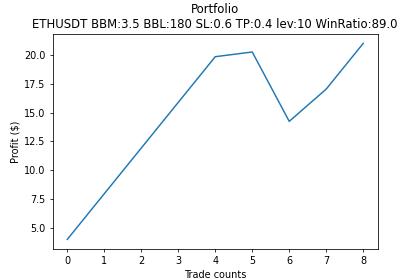 Portfolio
ETHUSDT BBM:3.5 BBL:180 SL:0.6 TP:0.4 lev:10 WinRatio:89.0
20.0
17.5
15.0
12.5
10.0
7.5
5.0
Profit ($)
0 1 2 3 4 5 6 7 8
Trade counts